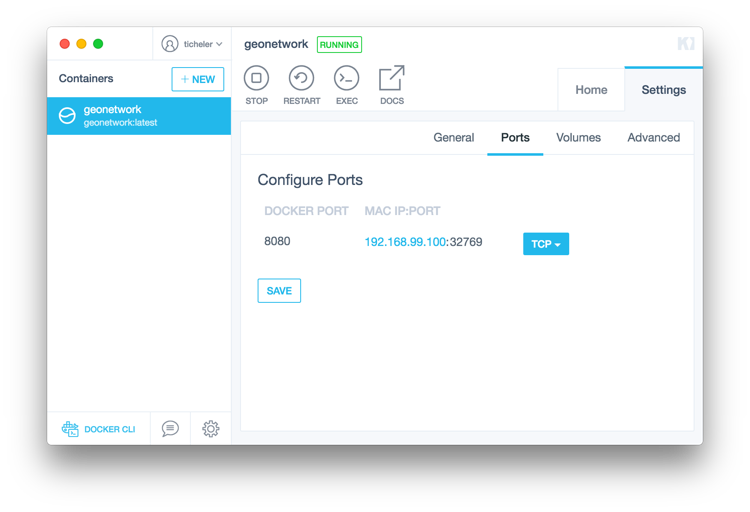 ticheler
geonetwork RUNNING
Containers
+ NEW
geonetwork
geonetwork:latest
STOP RESTART EXEC DOCS
Home Settings
General Ports Volumes Advanced
Configure Ports
DOCKER PORT MAC IP:PORT
8080 192.168.99.100:32769 TCP
SAVE
DOCKER CLI